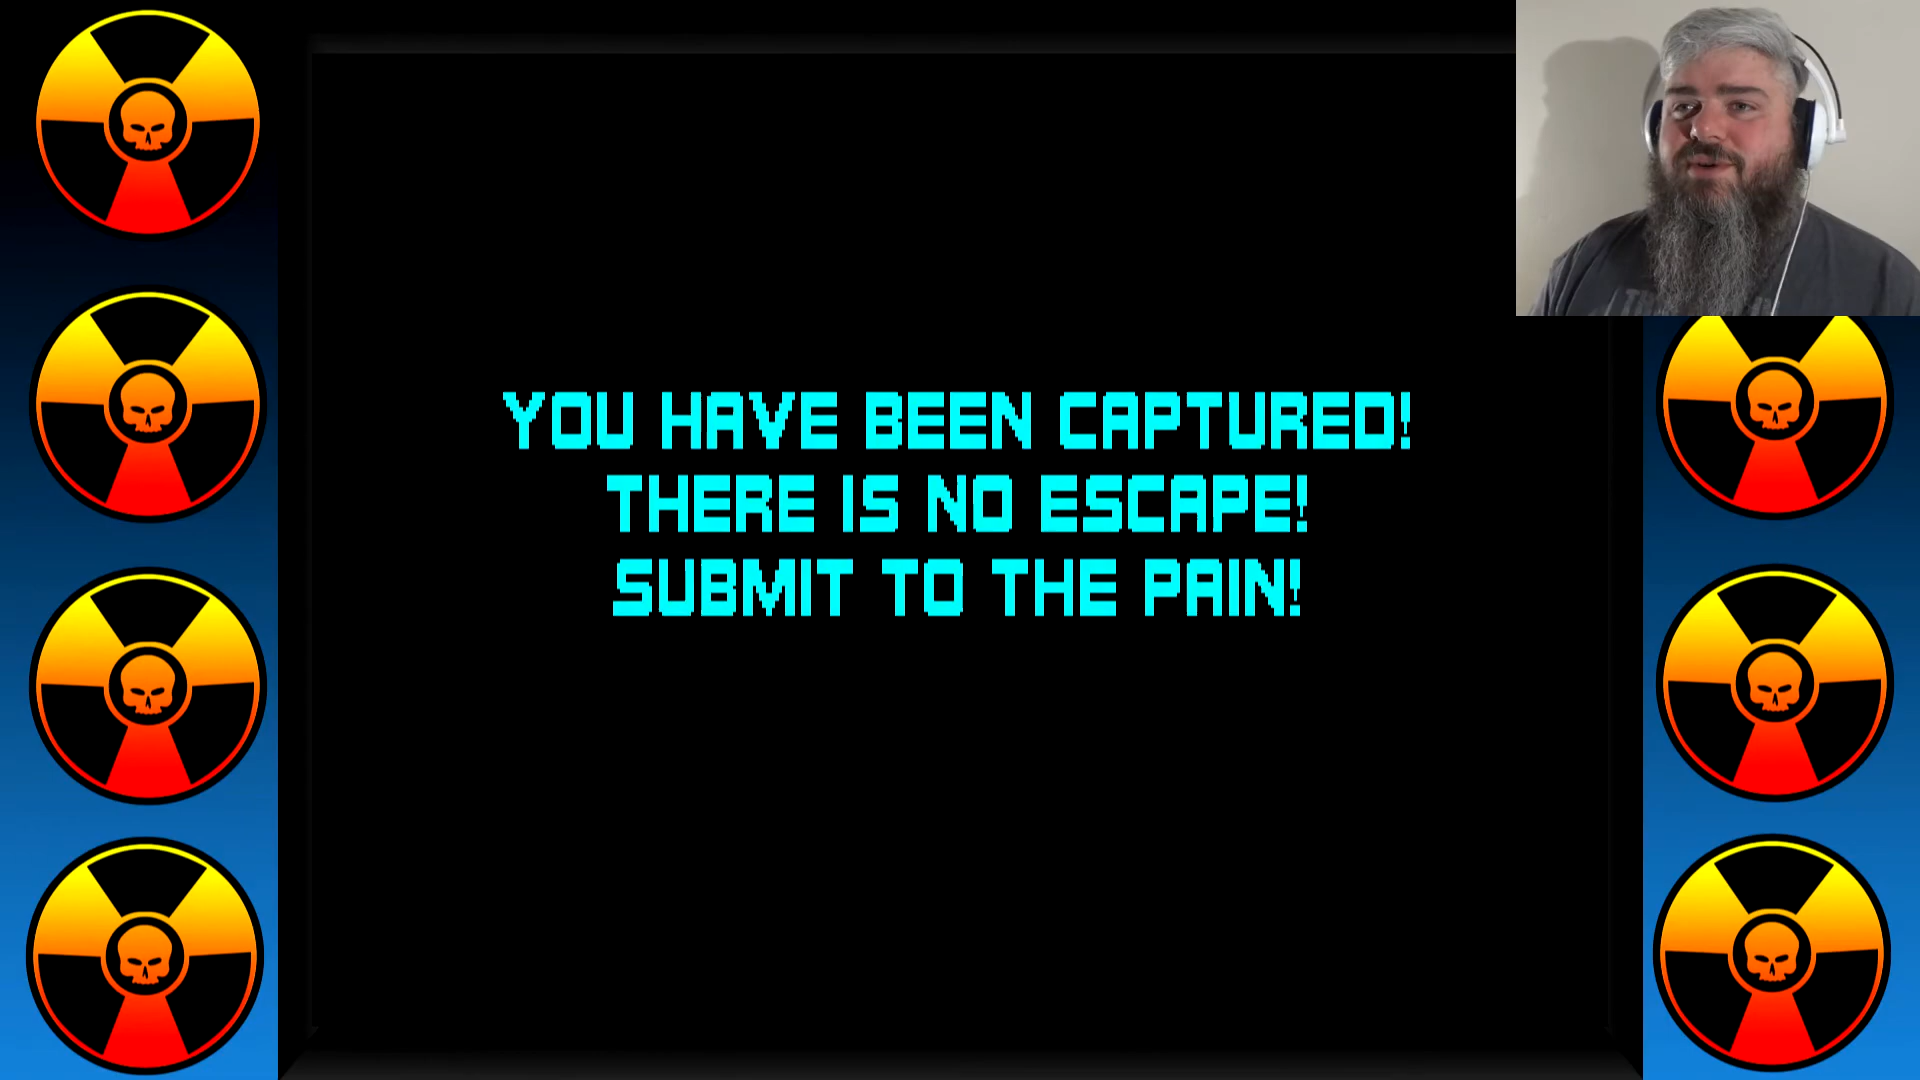 YOU HAVE BEEN CAPTURED!
THERE IS NO ESCAPE!
SUBMIT TO THE PAIN!